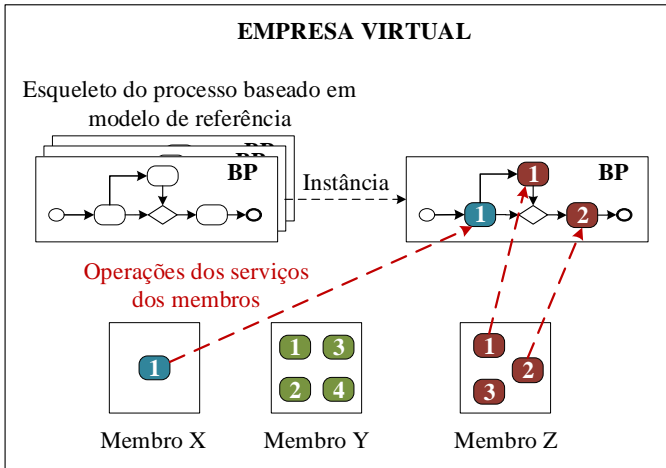 EMPRESA VIRTUAL
Esqueleto do processo baseado em
modelo de referência
BP
BP
BP
Instância
BP
1
1
2
Operações dos serviços
dos membros
1
1 3
2 4
1
2
3
Membro X
Membro Y
Membro Z